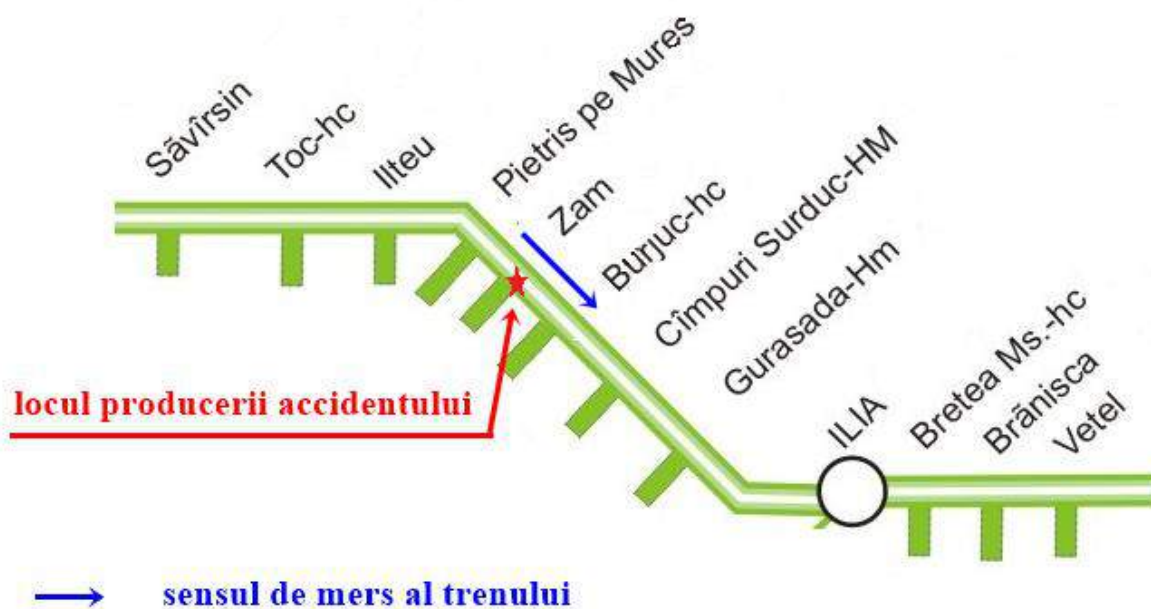 Săvîrsin
Toc-hc
Ilteu
Pietris pe Mures
Zam
Burjuc-hc
Cîmpuri Surduc-HM
Gurasada-Hm
ILIA
Bretea Ms.-hc
Brănisca
Vetel
locul producerii accidentului
sensul de mers al trenului